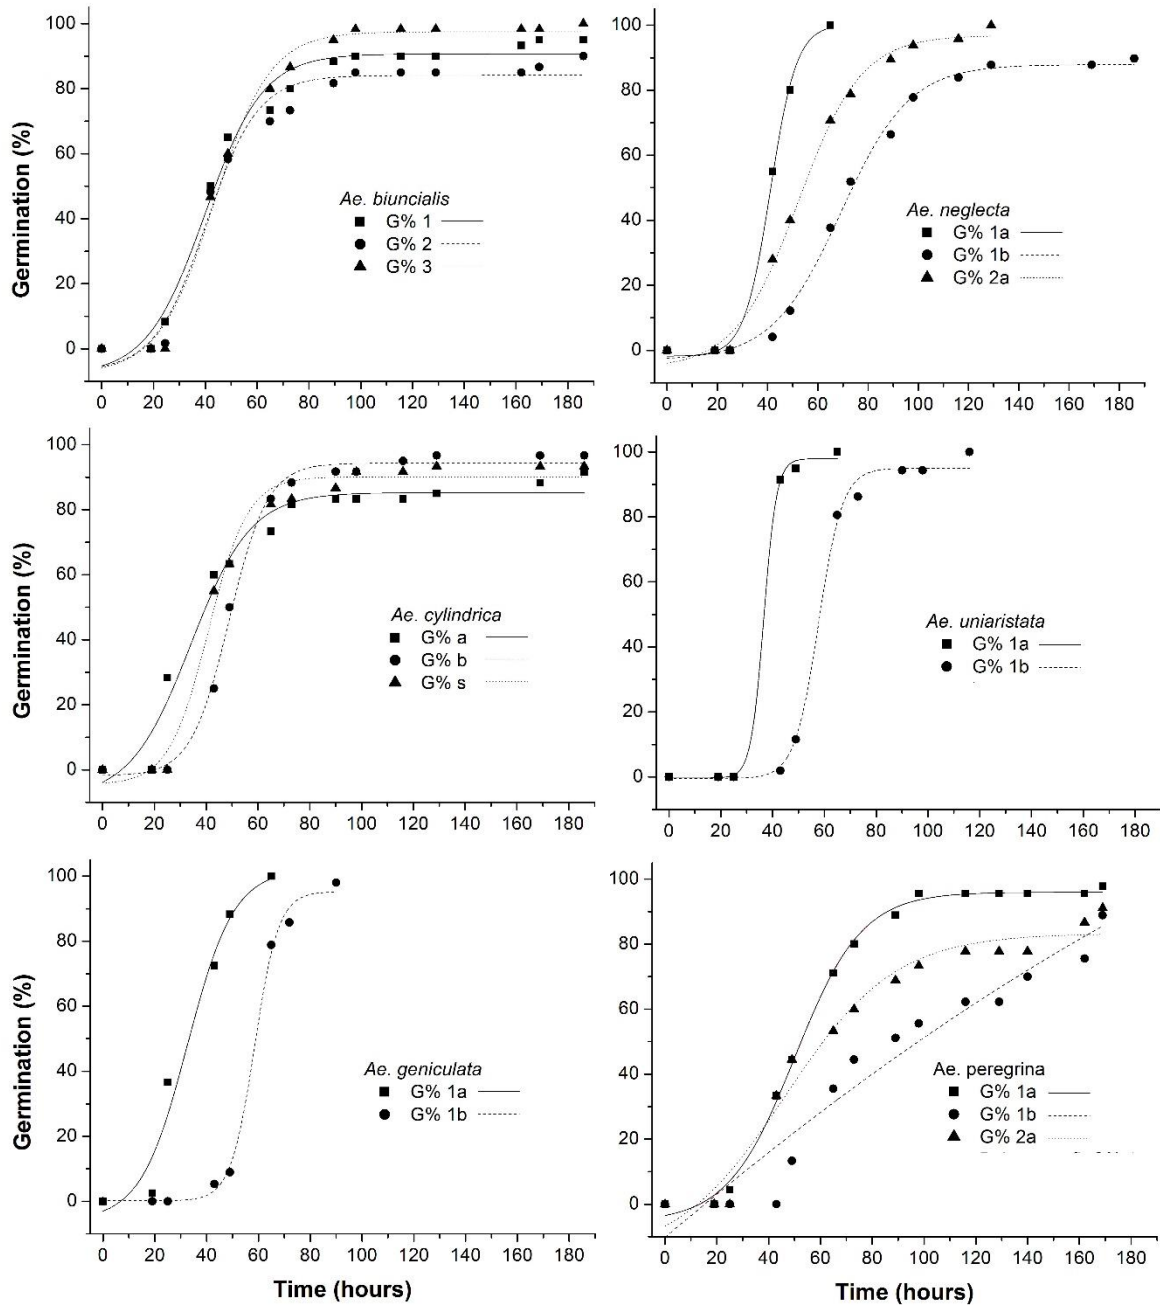 100
80
60
40
20
0
Germination (%)
Ae. biuncialis
G% 1
G% 2
G% 3
0 20 40 60 80 100 120 140 160 180
100
80
60
40
20
0
Ae. neglecta
G% 1a
G% 1b
G% 2a
0 20 40 60 80 100 120 140 160 180
100
80
60
40
20
0
Germination (%)
Ae. cylindrica
G% a
G% b
G% s
0 20 40 60 80 100 120 140 160 180
100
80
60
40
20
0
Ae. uniaristata
G% 1a
G% 1b
0 20 40 60 80 100 120 140 160 180
100
80
60
40
20
0
Germination (%)
Ae. geniculata
G% 1a
G% 1b
0 20 40 60 80 100 120 140 160 180
Time (hours)
100
80
60
40
20
0
Ae. peregrina
G% 1a
G% 1b
G% 2a
0 20 40 60 80 100 120 140 160 180
Time (hours)